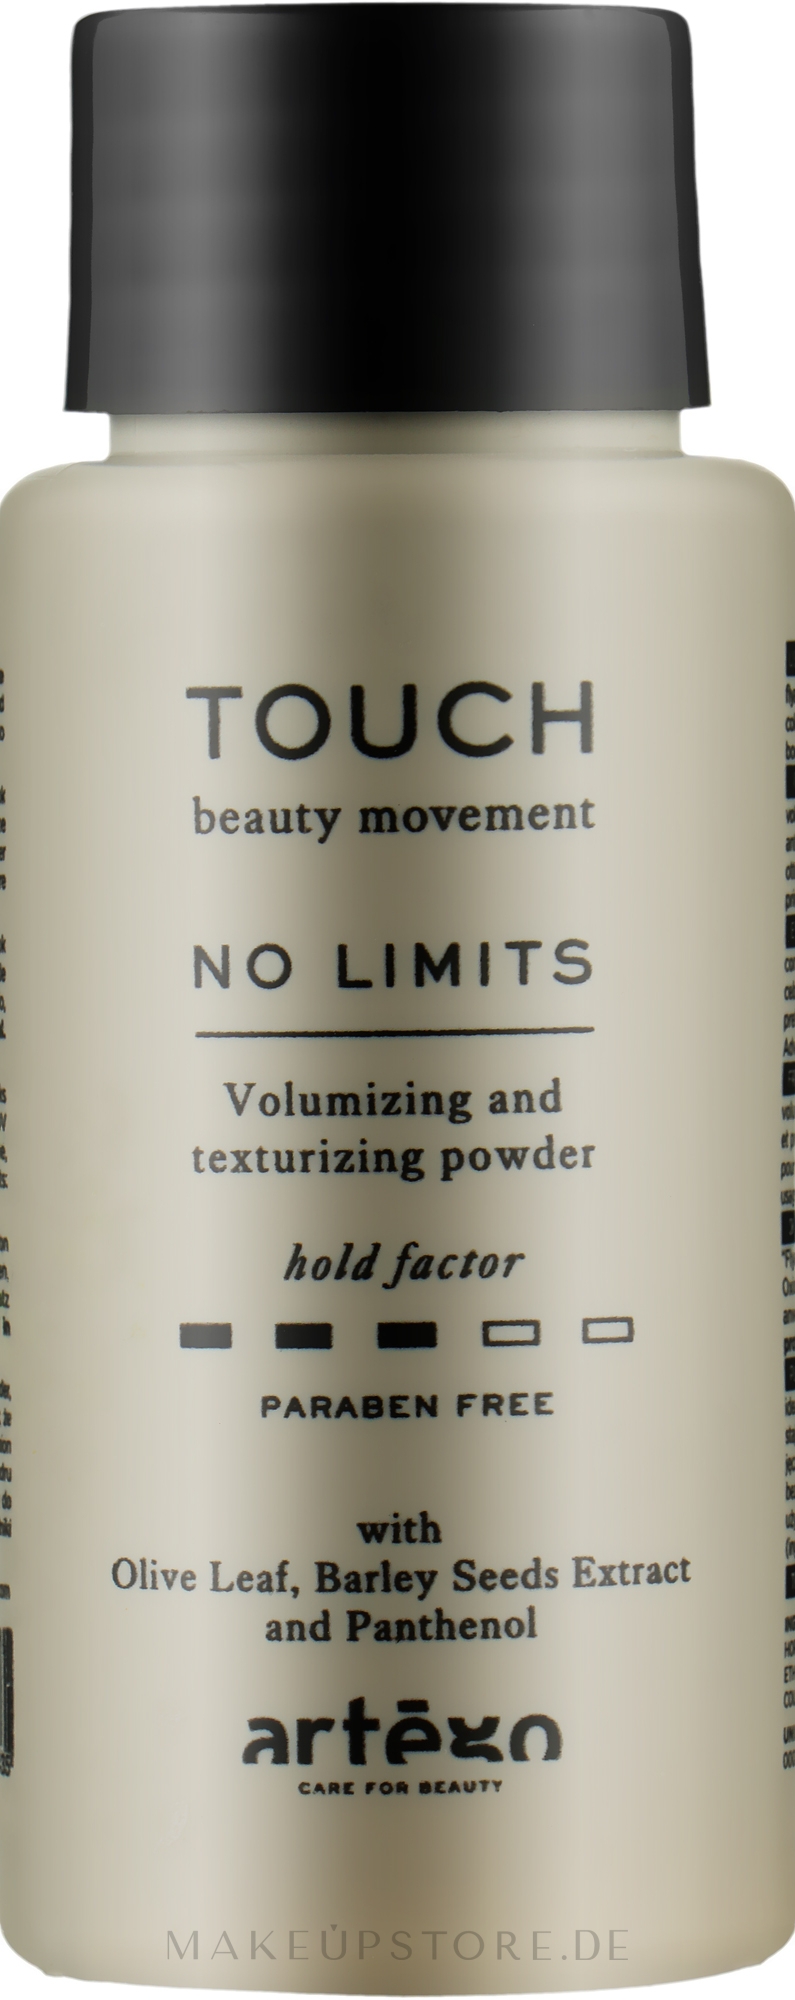 TOUCH
beauty movement
NO LIMITS
Volumizing and
texturizing powder
hold factor
PARABEN FREE
with
Olive Leaf, Barley Seeds Extract
and Panthenol
artēgo
CARE FOR BEAUTY
MAKEUPSTORE.DE